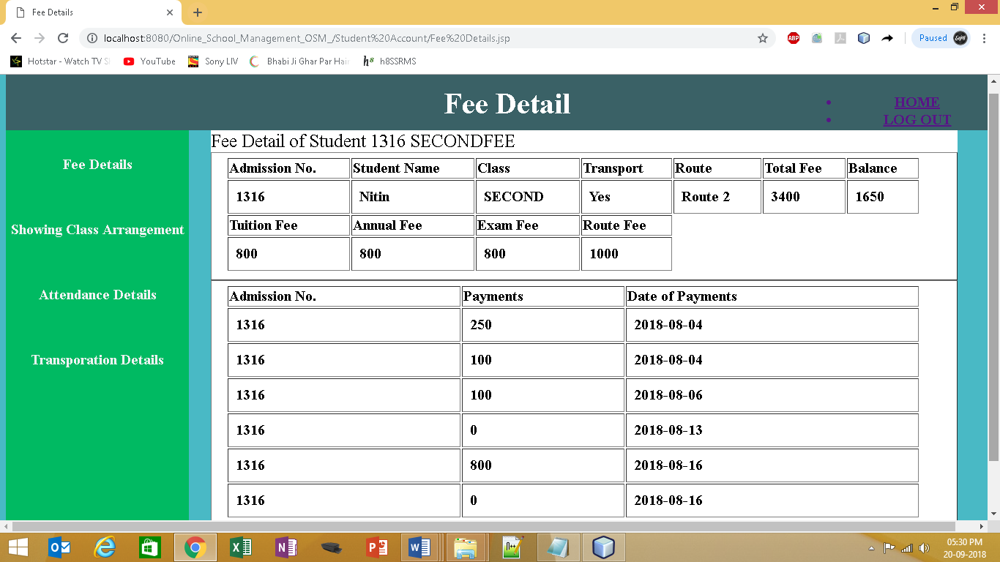 Fee Details
localhost:8080/Online_School_Management_OSM_/Student%20Account/Fee%20Details.jsp
ABP
Paused
Hotstar - Watch TV S
YouTube
Sony LIV
Bhabi Ji Ghar Par Hain
h8 h8SSRMS
Fee Detail
HOME
LOG OUT
Fee Details
Showing Class Arrangement
Attendance Details
Transporation Details
Fee Detail of Student 1316 SECONDFEE
Admission No. Student Name Class Transport Route Total Fee Balance
1316 Nitin SECOND Yes Route 2 3400 1650
Tuition Fee Annual Fee Exam Fee Route Fee
800 800 800 1000
Admission No. Payments Date of Payments
1316 250 2018-08-04
1316 100 2018-08-04
1316 100 2018-08-06
1316 0 2018-08-13
1316 800 2018-08-16
1316 0 2018-08-16
05:30 PM
20-09-2018